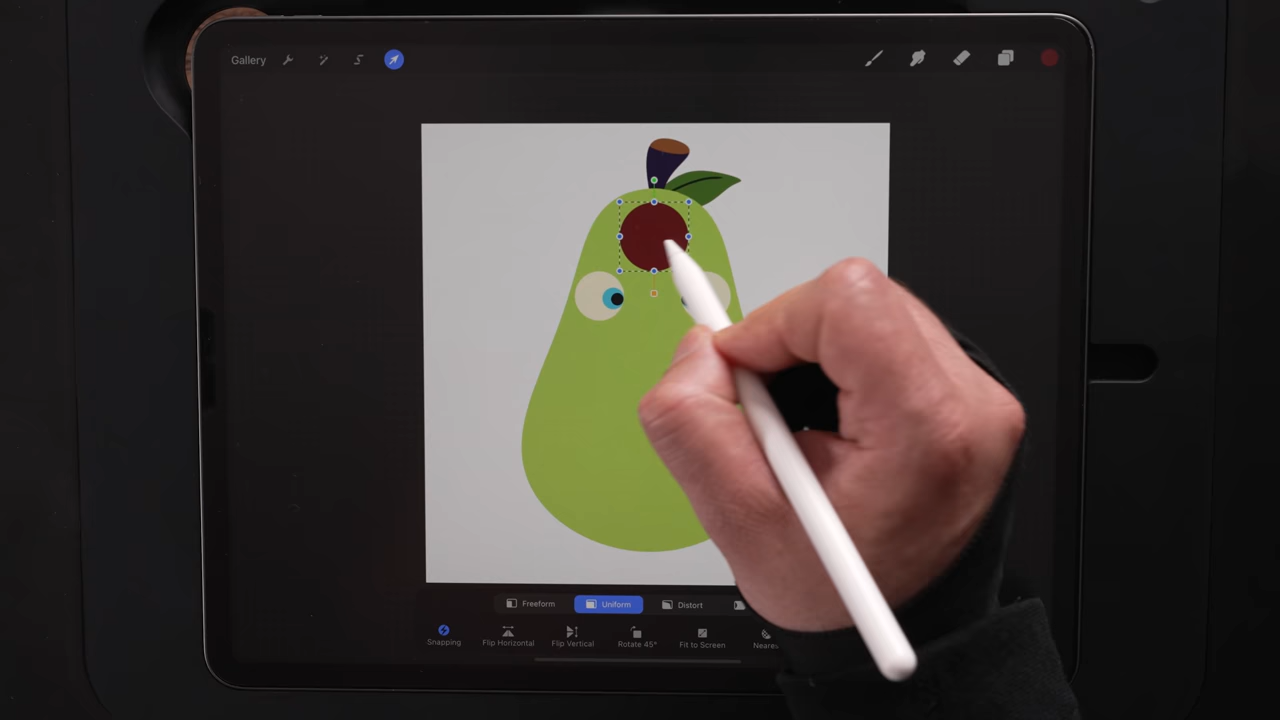 Gallery
Freeform Uniform Distort
Snapping Flip Horizontal Flip Vertical Rotate 45° Fit to Screen